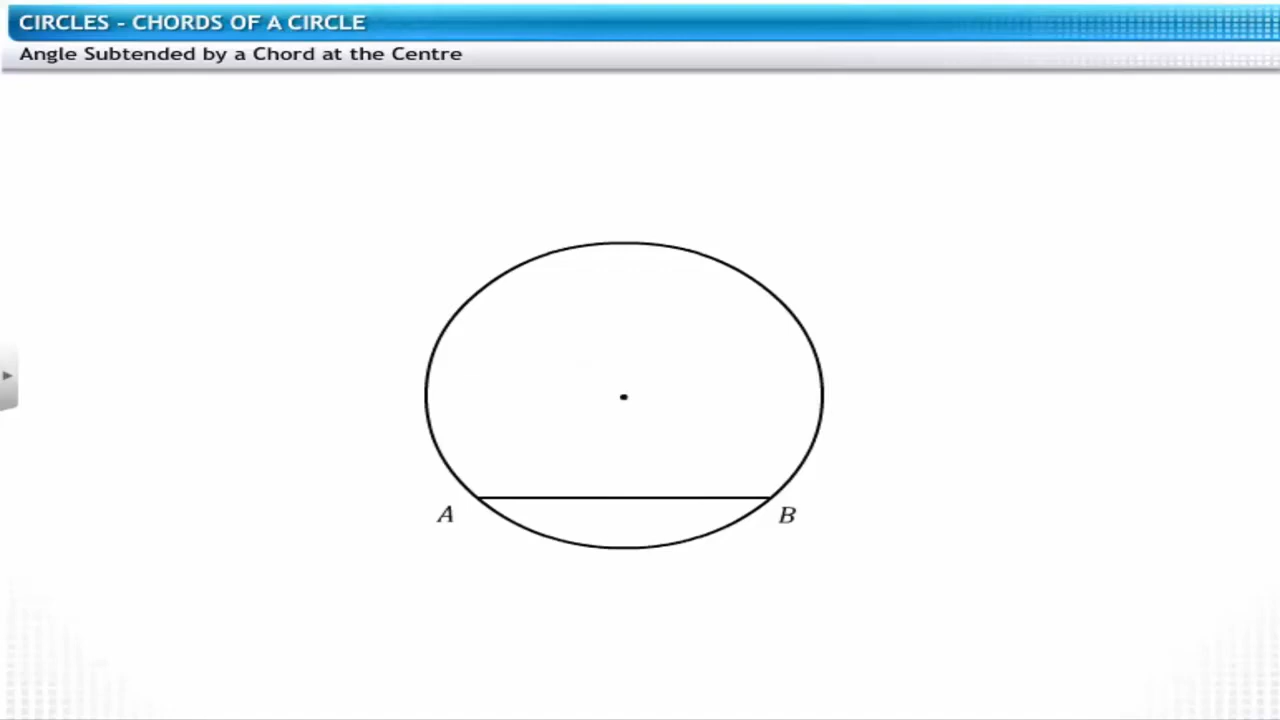 CIRCLES - CHORDS OF A CIRCLE
Angle Subtended by a Chord at the Centre
A
B